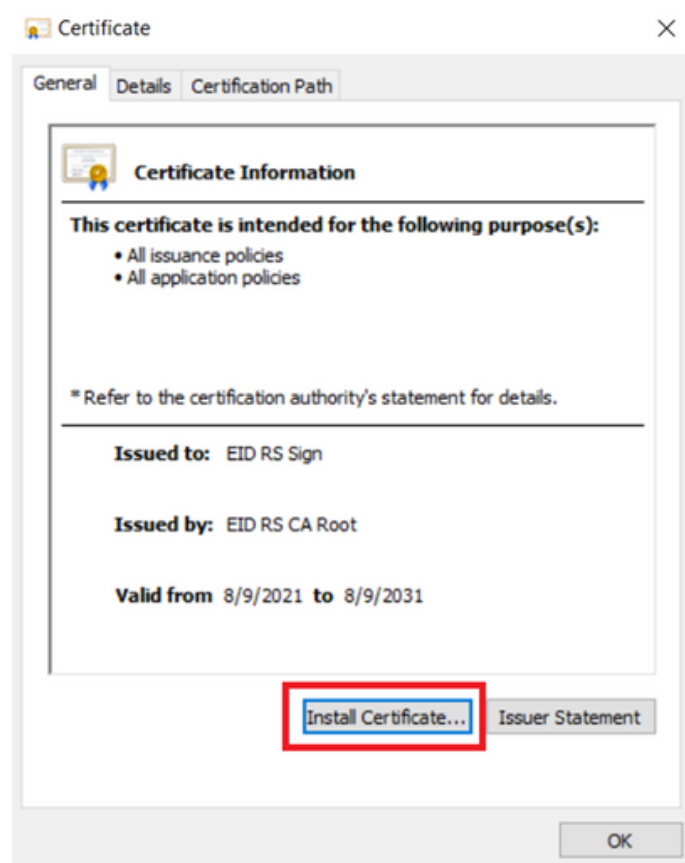 Certificate
General Details Certification Path
Certificate Information
This certificate is intended for the following purpose(s):
• All issuance policies
• All application policies
* Refer to the certification authority's statement for details.
Issued to: EID RS Sign
Issued by: EID RS CA Root
Valid from 8/9/2021 to 8/9/2031
Install Certificate... Issuer Statement
OK